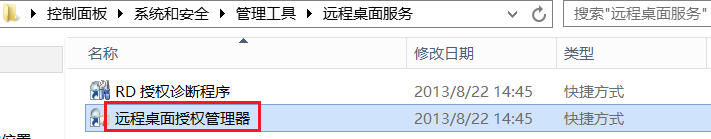 控制面板 ▸ 系统和安全 ▸ 管理工具 ▸ 远程桌面服务 搜索"远程桌面服务"
名称 修改日期 类型
RD 授权诊断程序 2013/8/22 14:45 快捷方式
远程桌面授权管理器 2013/8/22 14:45 快捷方式